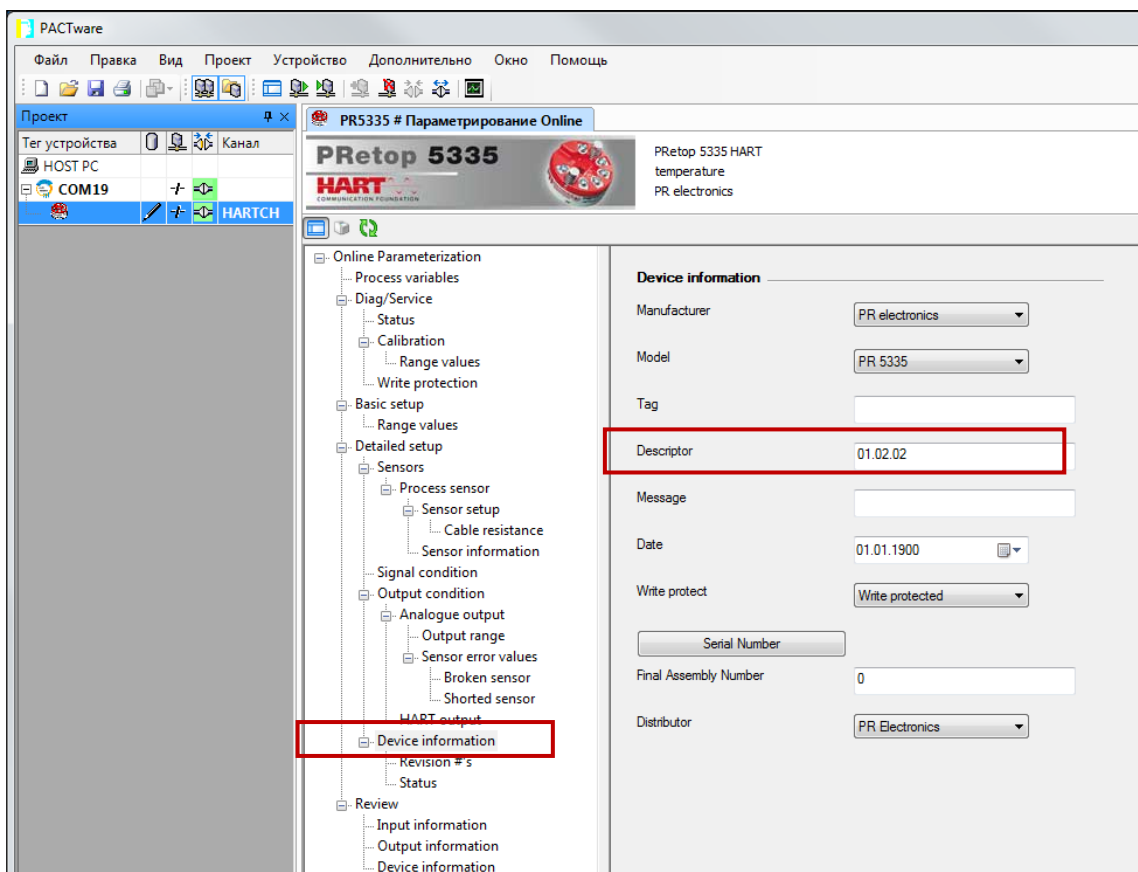 PACTware
Файл Правка Вид Проект Устройство Дополнительно Окно Помощь
Проект
Тег устройства Канал
HOST PC
COM19
HARTCH
PR5335 # Параметрирование Online
PRetop 5335
HART
COMMUNICATION FOUNDATION
PRetop 5335 HART
temperature
PR electronics
Online Parameterization
Process variables
Diag/Service
Status
Calibration
Range values
Write protection
Basic setup
Range values
Detailed setup
Sensors
Process sensor
Sensor setup
Cable resistance
Sensor information
Signal condition
Output condition
Analogue output
Output range
Sensor error values
Broken sensor
Shorted sensor
HART output
Device information
Revision #'s
Status
Review
Input information
Output information
Device information
Device information
Manufacturer PR electronics
Model PR 5335
Tag
Descriptor 01.02.02
Message
Date 01.01.1900
Write protect Write protected
Serial Number
Final Assembly Number 0
Distributor PR Electronics